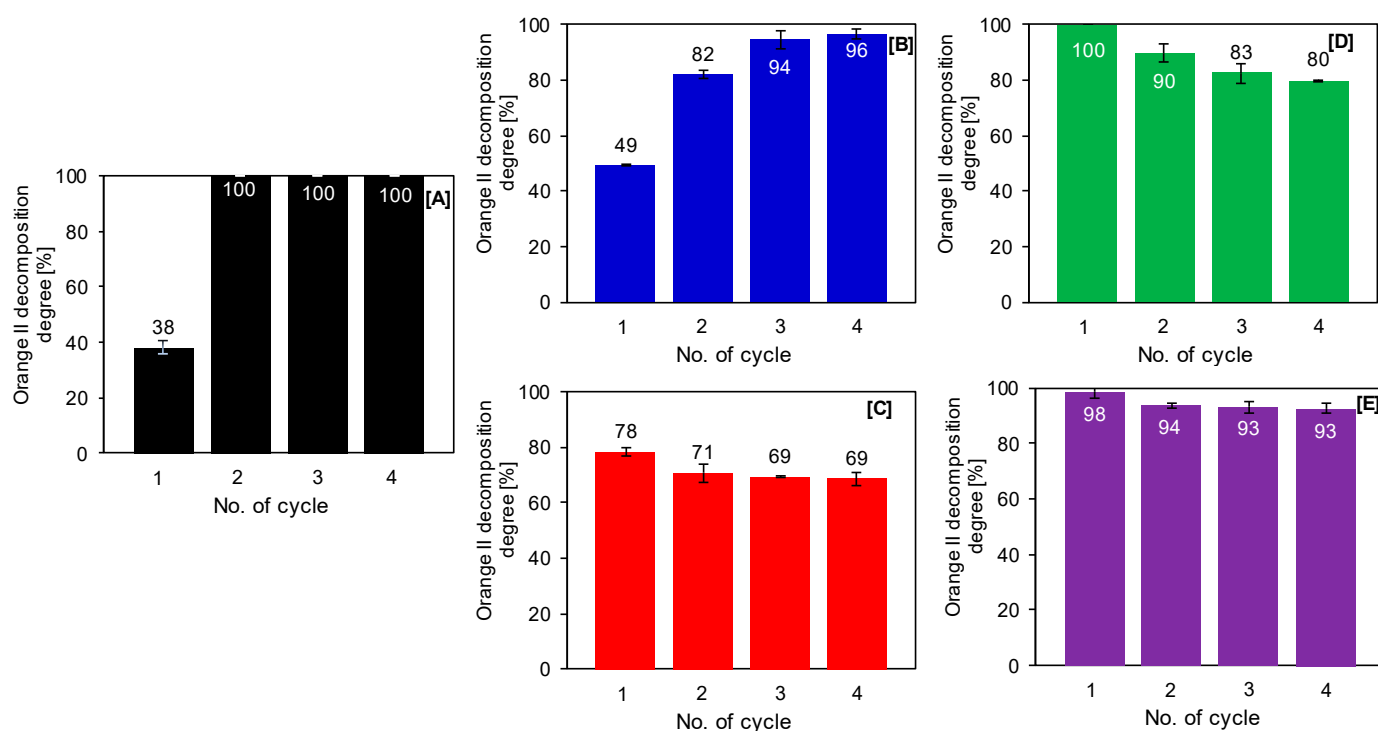 Orange II decomposition
degree [%]
100
80
60
40
20
0
[A]
38
100
100
100
1 2 3 4
No. of cycle
Orange II decomposition
degree [%]
100
80
60
40
20
0
[B]
49
82
94
96
1 2 3 4
No. of cycle
Orange II decomposition
degree [%]
100
80
60
40
20
0
[C]
78
71
69
69
1 2 3 4
No. of cycle
Orange II decomposition
degree [%]
100
80
60
40
20
0
[D]
100
90
83
80
1 2 3 4
No. of cycle
Orange II decomposition
degree [%]
100
80
60
40
20
0
[E]
98
94
93
93
1 2 3 4
No. of cycle